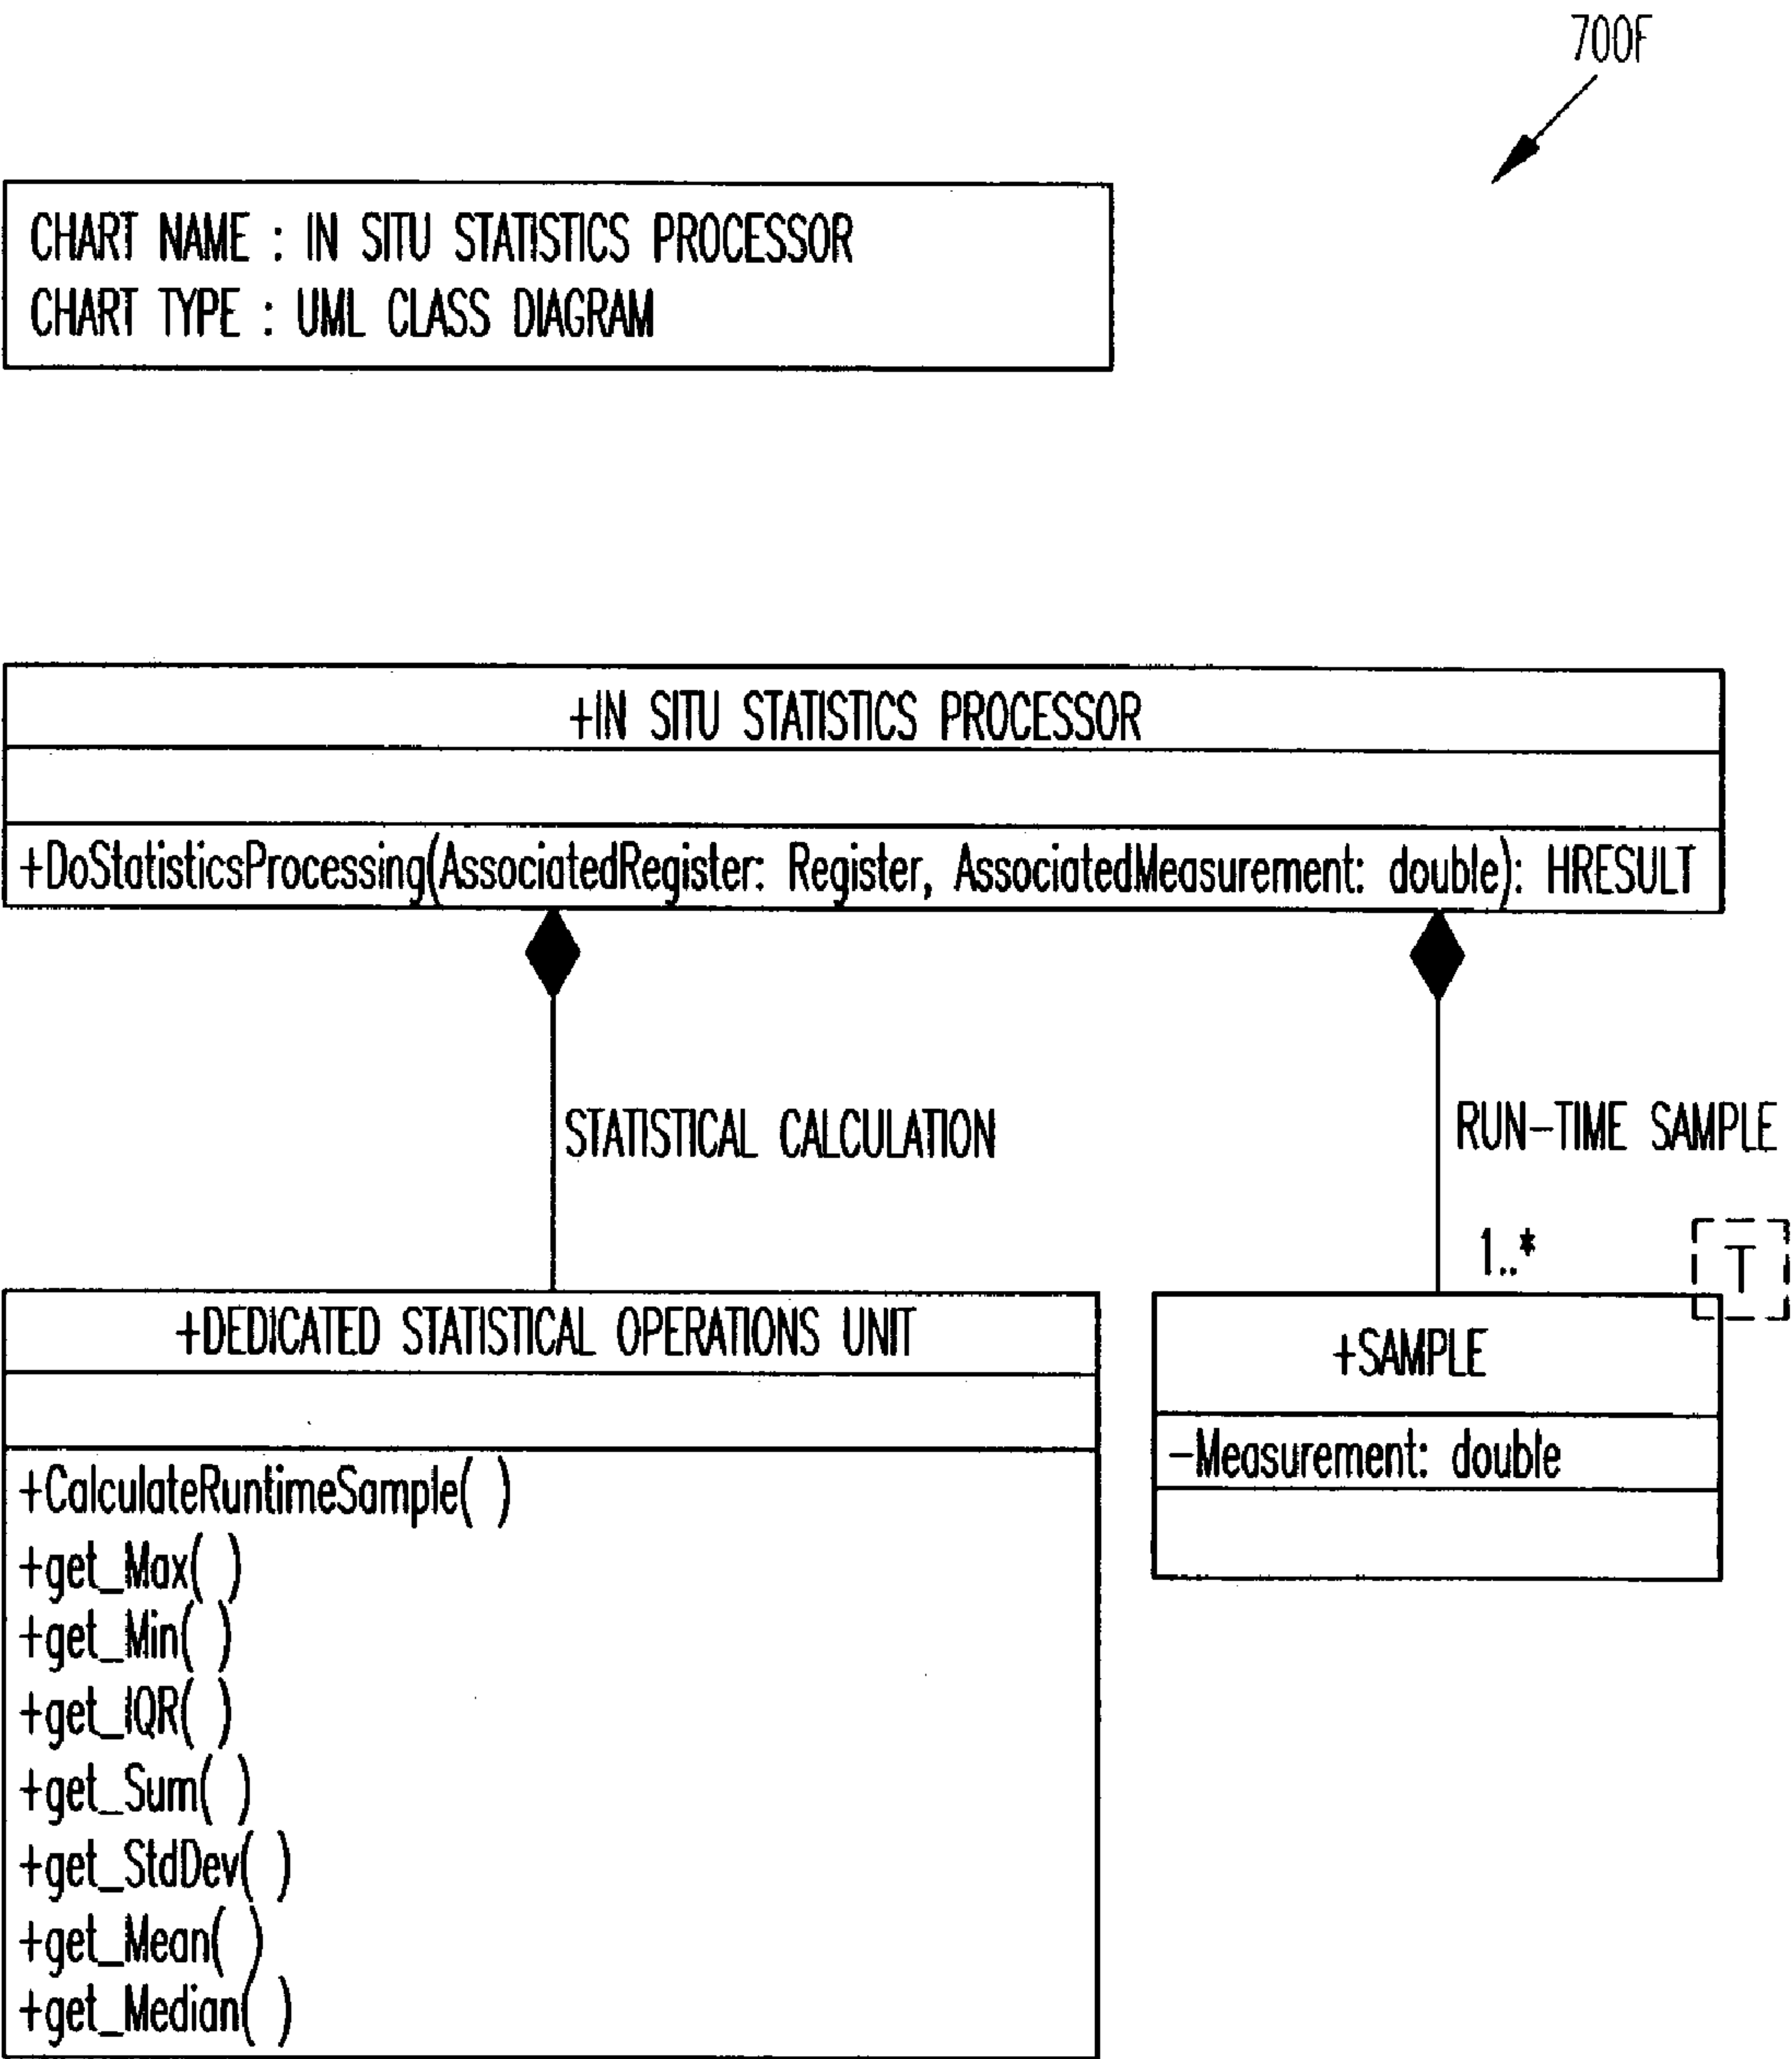 700F
CHART NAME : IN SITU STATISTICS PROCESSOR
CHART TYPE : UML CLASS DIAGRAM
+IN SITU STATISTICS PROCESSOR
+DoStatisticsProcessing(AssociatedRegister: Register, AssociatedMeasurement: double): HRESULT
STATISTICAL CALCULATION
RUN-TIME SAMPLE
1..*
T
+DEDICATED STATISTICAL OPERATIONS UNIT
+CalculateRuntimeSample( )
+get_Max( )
+get_Min( )
+get_IQR( )
+get_Sum( )
+get_StdDev( )
+get_Mean( )
+get_Median( )
+SAMPLE
-Measurement: double